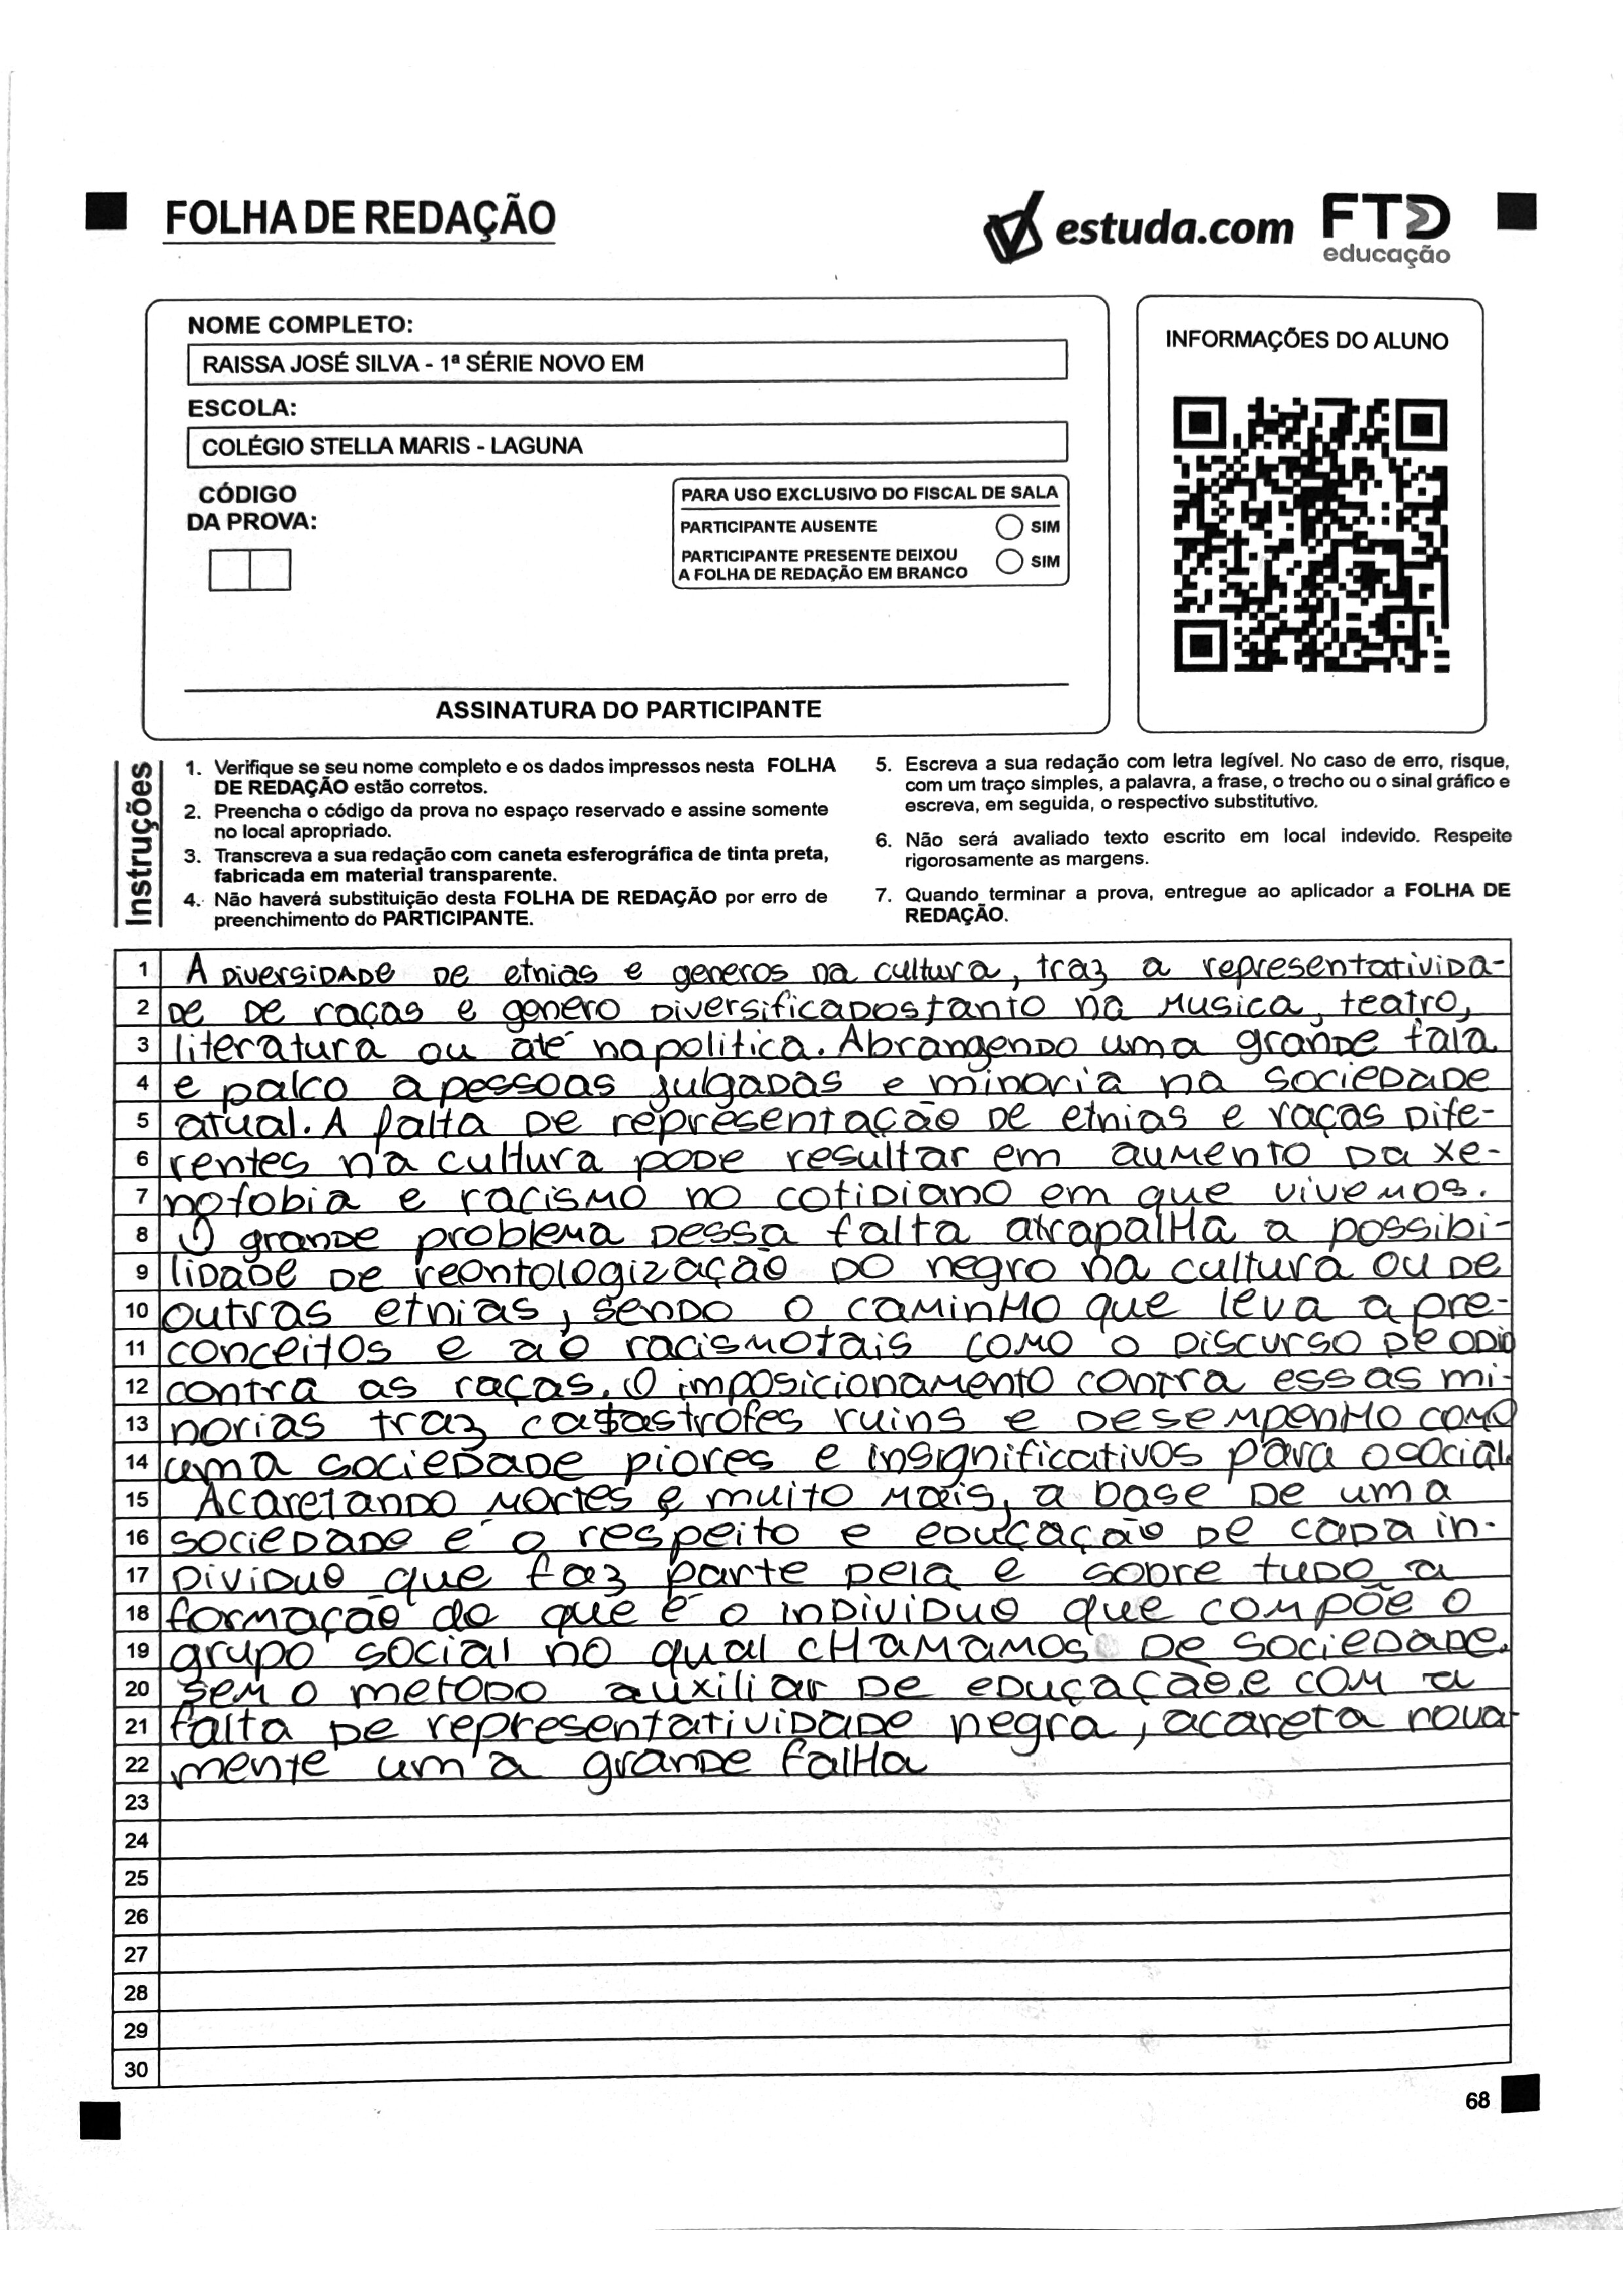 FOLHA DE REDAÇÃO
estuda.com
FTD
educação
NOME COMPLETO:
RAISSA JOSÉ SILVA - 1ª SÉRIE NOVO EM
ESCOLA:
COLÉGIO STELLA MARIS - LAGUNA
CÓDIGO
DA PROVA:
PARA USO EXCLUSIVO DO FISCAL DE SALA
PARTICIPANTE AUSENTE SIM
PARTICIPANTE PRESENTE DEIXOU
A FOLHA DE REDAÇÃO EM BRANCO SIM
ASSINATURA DO PARTICIPANTE
INFORMAÇÕES DO ALUNO
Instruções
1. Verifique se seu nome completo e os dados impressos nesta FOLHA
DE REDAÇÃO estão corretos.
2. Preencha o código da prova no espaço reservado e assine somente
no local apropriado.
3. Transcreva a sua redação com caneta esferográfica de tinta preta,
fabricada em material transparente.
4. Não haverá substituição desta FOLHA DE REDAÇÃO por erro de
preenchimento do PARTICIPANTE.
5. Escreva a sua redação com letra legível. No caso de erro, risque,
com um traço simples, a palavra, a frase, o trecho ou o sinal gráfico e
escreva, em seguida, o respectivo substitutivo.
6. Não será avaliado texto escrito em local indevido. Respeite
rigorosamente as margens.
7. Quando terminar a prova, entregue ao aplicador a FOLHA DE
REDAÇÃO.
1 A DIVERSIDADE DE etnias e generos na cultura, traz a representativida-
2 DE DE raças e genero DIVERSIFICADOS tanto na Musica, teatro,
3 literatura ou até na politica. Abrangendo uma grande fala
4 e palco a pessoas julgadas e minoria na sociedade
5 atual. A falta DE representação DE etnias e raças Dife-
6 rentes na cultura pode resultar em aumento da xe-
7 nofobia e racismo no cotidiano em que vivemos.
8 O grande problema dessa falta atrapalha a possibi-
9 lidade de reontologização do negro na cultura ou de
10 outras etnias, sendo o caminho que leva a pre-
11 conceitos e ao racismo tais como o discurso de odio
12 contra as raças. O imposicionamento contra essas mi-
13 norias traz catastrofes ruins e desempenho como
14 uma sociedade piores e insignificativos para o social.
15 Acaretando mortes e muito mais, a base de uma
16 sociedade é o respeito e educação de cada in-
17 dividuo que faz parte dela e sobre tudo a
18 formação do que é o individuo que compõe o
19 grupo social no qual chamamos de sociedade.
20 sem o metodo auxiliar de educação e com a
21 falta de representatividade negra, acareta nova-
22 mente uma grande falha
23
24
25
26
27
28
29
30
68